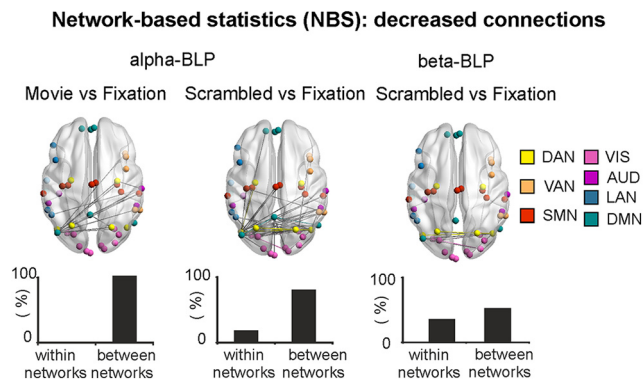 Network-based statistics (NBS): decreased connections
alpha-BLP
beta-BLP
Movie vs Fixation
Scrambled vs Fixation
Scrambled vs Fixation
DAN
VAN
SMN
VIS
AUD
LAN
DMN
100
( %)
0
within networks
between networks
100
( %)
0
within networks
between networks
100
( %)
0
within networks
between networks